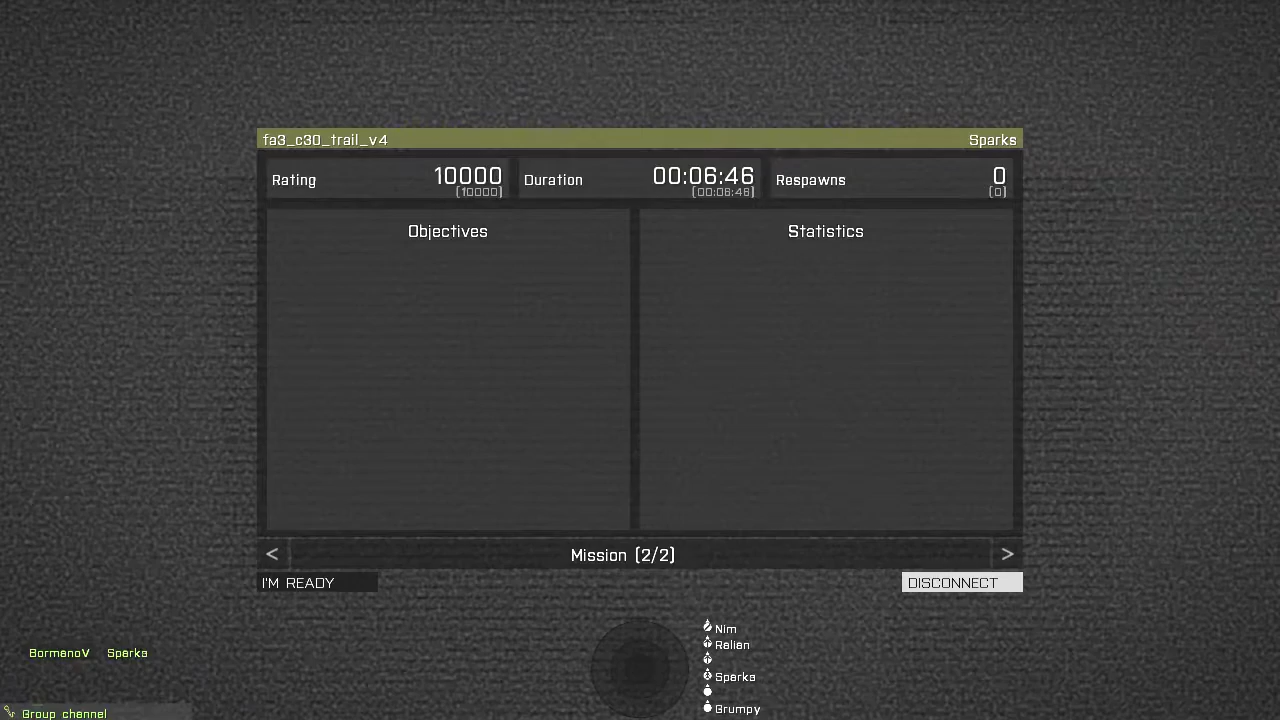 fa3_c30_trail_v4 Sparks
Rating 10000 Duration 00:06:46 Respawns 0
(10000) (00:06:46) (0)
Objectives Statistics
< Mission (2/2) >
I'M READY DISCONNECT
Nim
Ralian
BormanoV Sparks
Sparks
Grumpy
Group channel